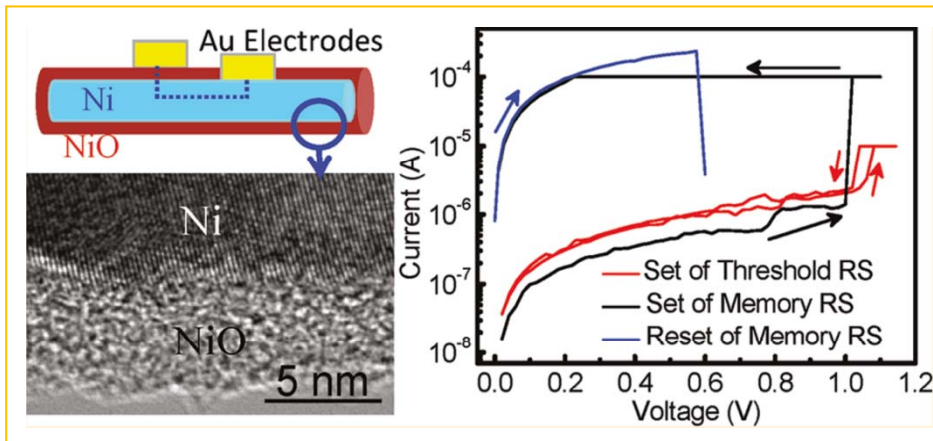 Au Electrodes
Ni
NiO
Ni
NiO
5 nm
Current (A)
10⁻⁴
10⁻⁵
10⁻⁶
10⁻⁷
10⁻⁸
Set of Threshold RS
Set of Memory RS
Reset of Memory RS
0.0 0.2 0.4 0.6 0.8 1.0 1.2
Voltage (V)